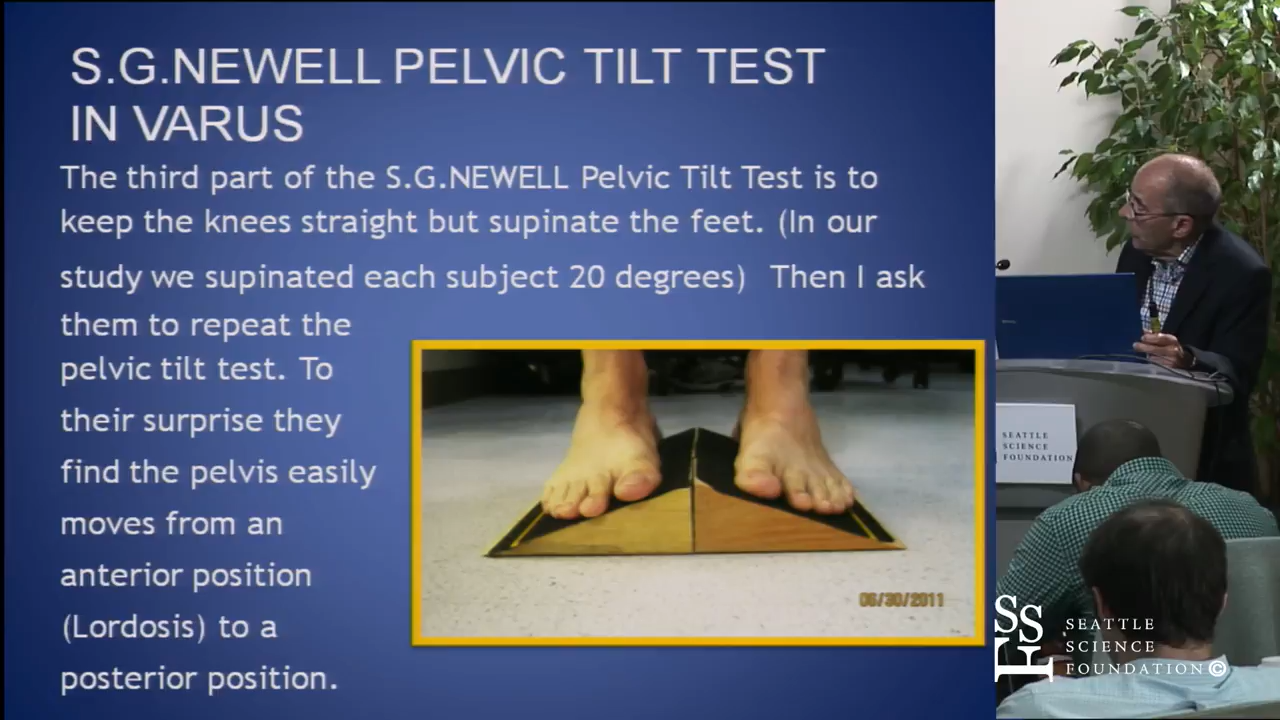 S.G.NEWELL PELVIC TILT TEST
IN VARUS
The third part of the S.G.NEWELL Pelvic Tilt Test is to
keep the knees straight but supinate the feet. (In our
study we supinated each subject 20 degrees) Then I ask
them to repeat the
pelvic tilt test. To
their surprise they
find the pelvis easily
moves from an
anterior position
(Lordosis) to a
posterior position.
06/30/2011
SEATTLE
SCIENCE
FOUNDATION
SSF
SEATTLE
SCIENCE
FOUNDATION©